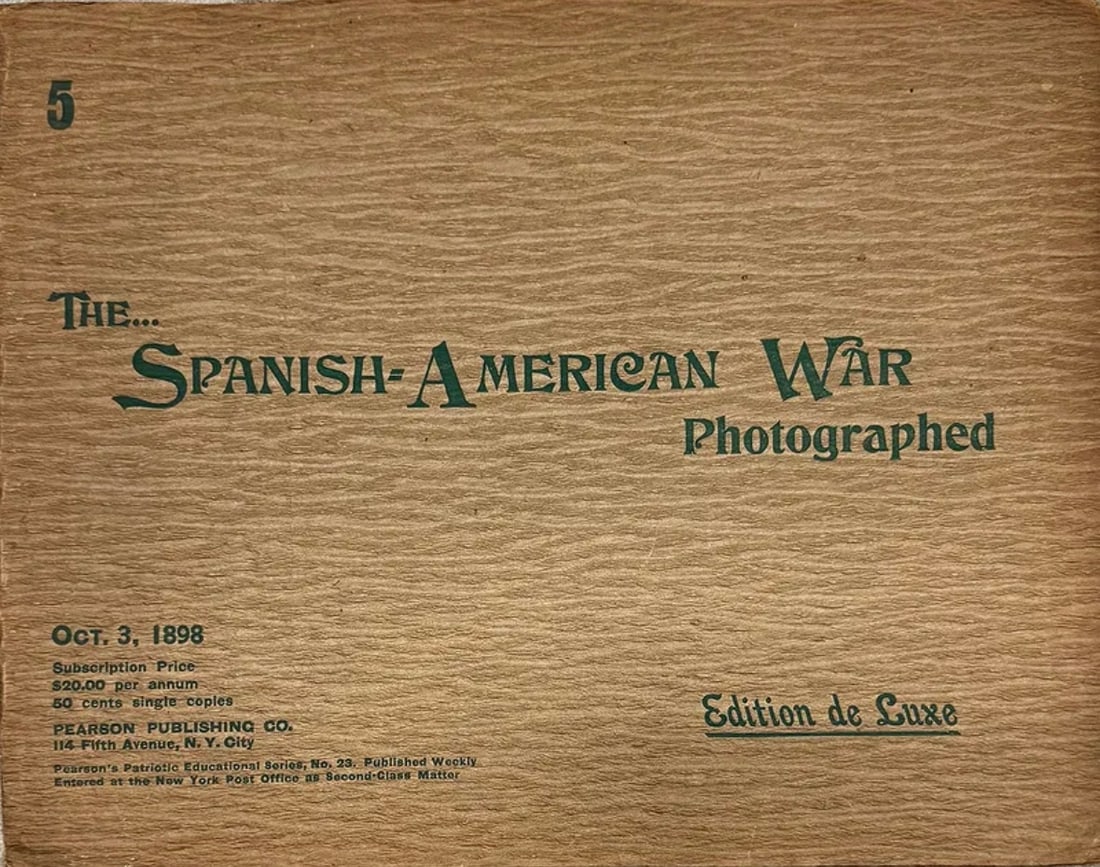 5
THE...
SPANISH-AMERICAN WAR
Photographed
OCT. 3, 1898
Subscription Price
$20.00 per annum
50 cents single copies
PEARSON PUBLISHING CO.
114 Fifth Avenue, N. Y. City
Pearson's Patriotic Educational Series, No. 23. Published Weekly
Entered at the New York Post Office as Second-Class Matter
Edition de Luxe